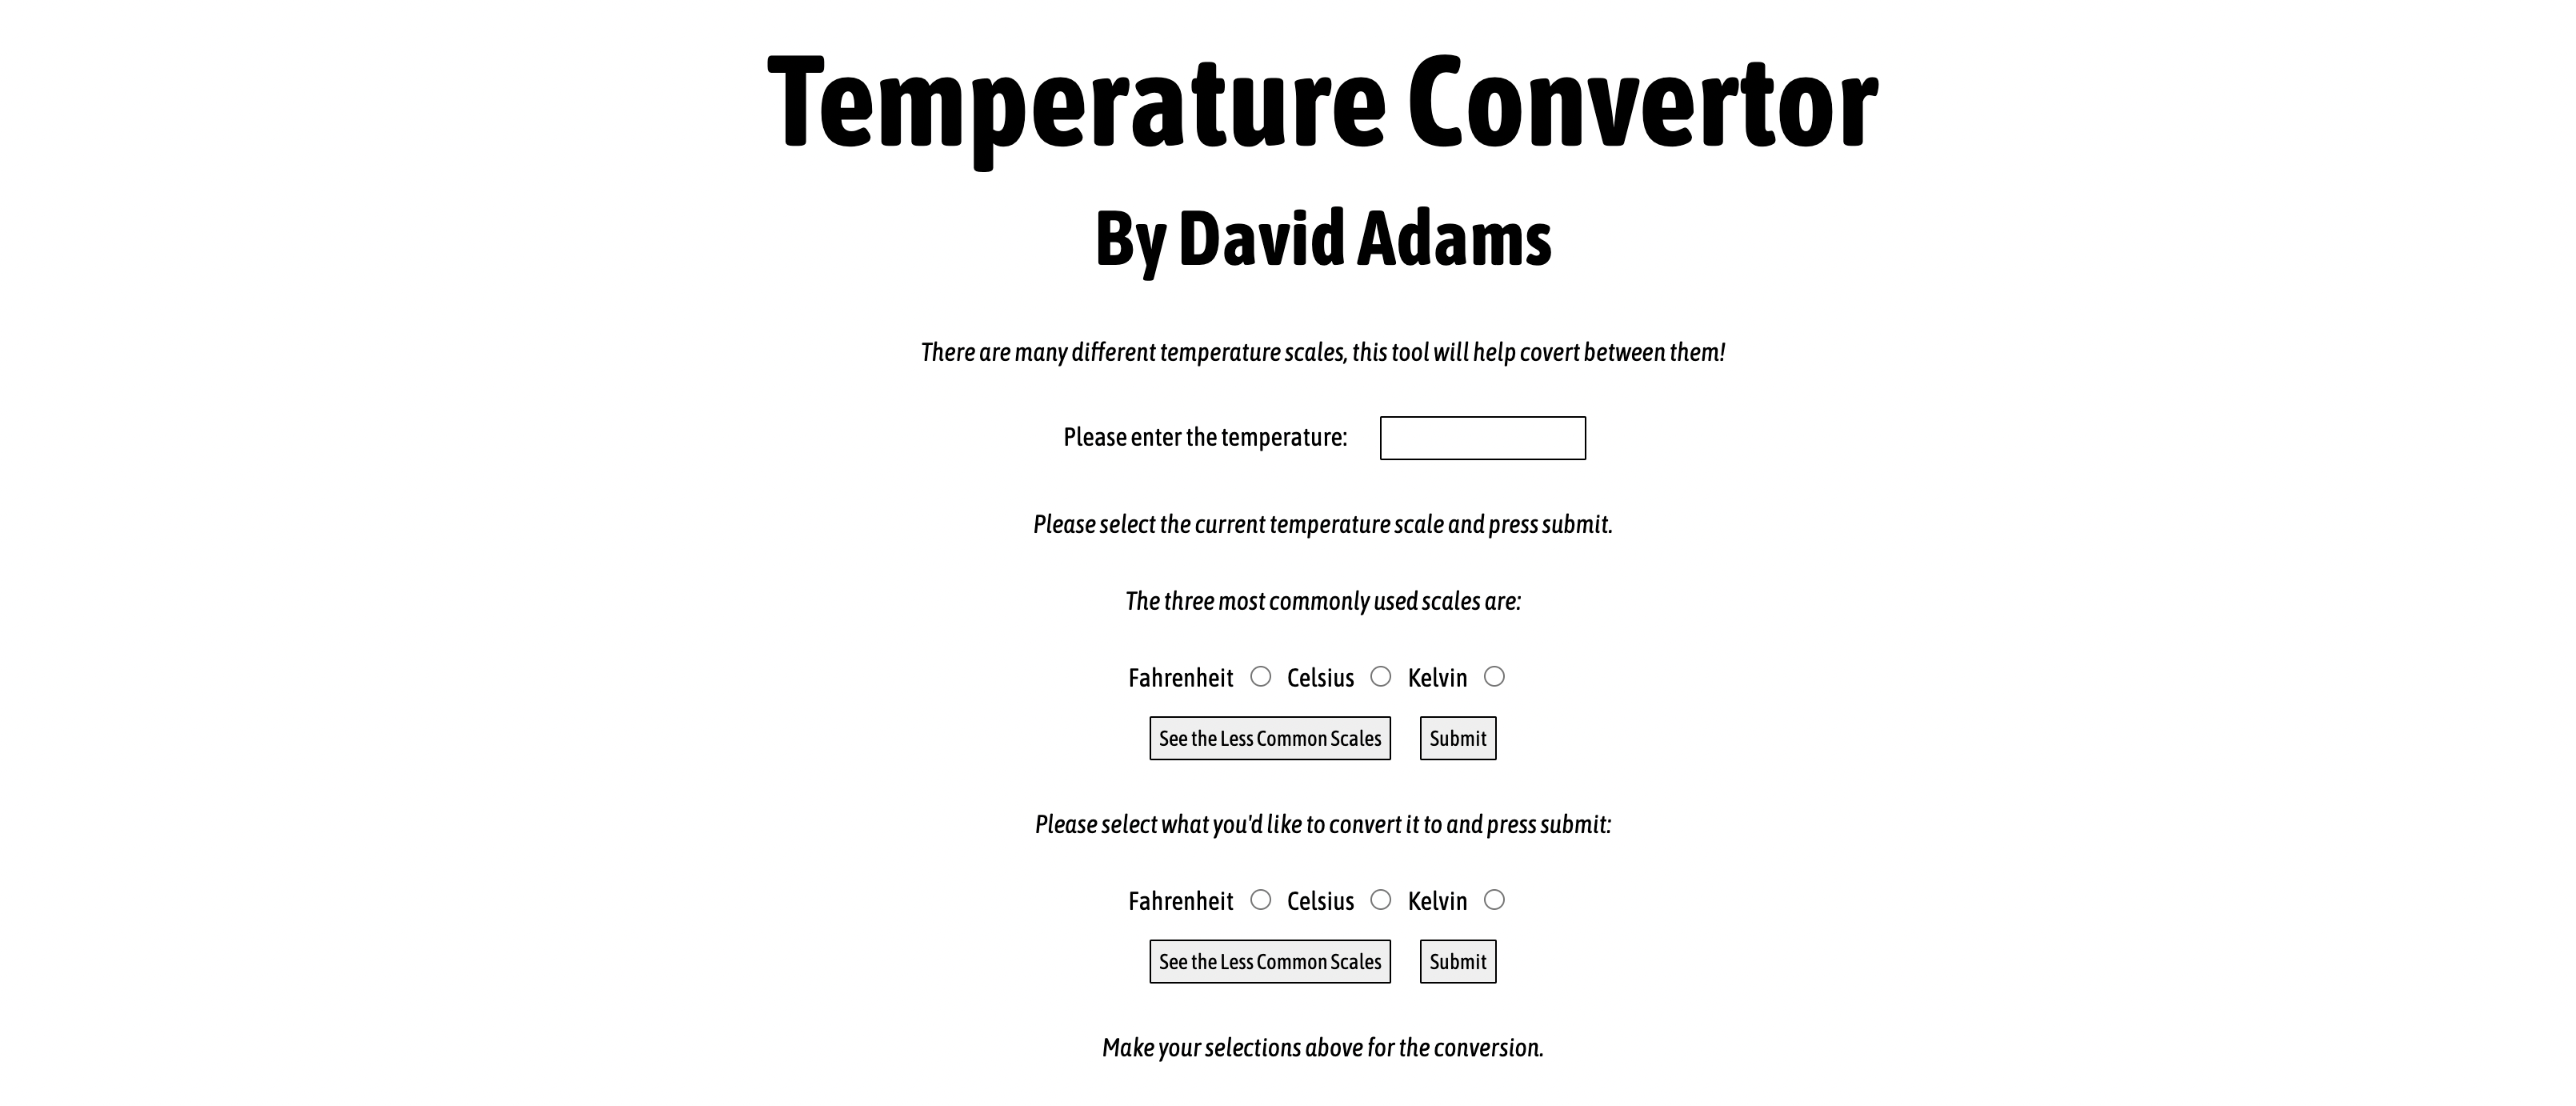 Temperature Convertor
By David Adams
There are many different temperature scales, this tool will help covert between them!
Please enter the temperature:
Please select the current temperature scale and press submit.
The three most commonly used scales are:
Fahrenheit Celsius Kelvin
See the Less Common Scales Submit
Please select what you'd like to convert it to and press submit:
Fahrenheit Celsius Kelvin
See the Less Common Scales Submit
Make your selections above for the conversion.